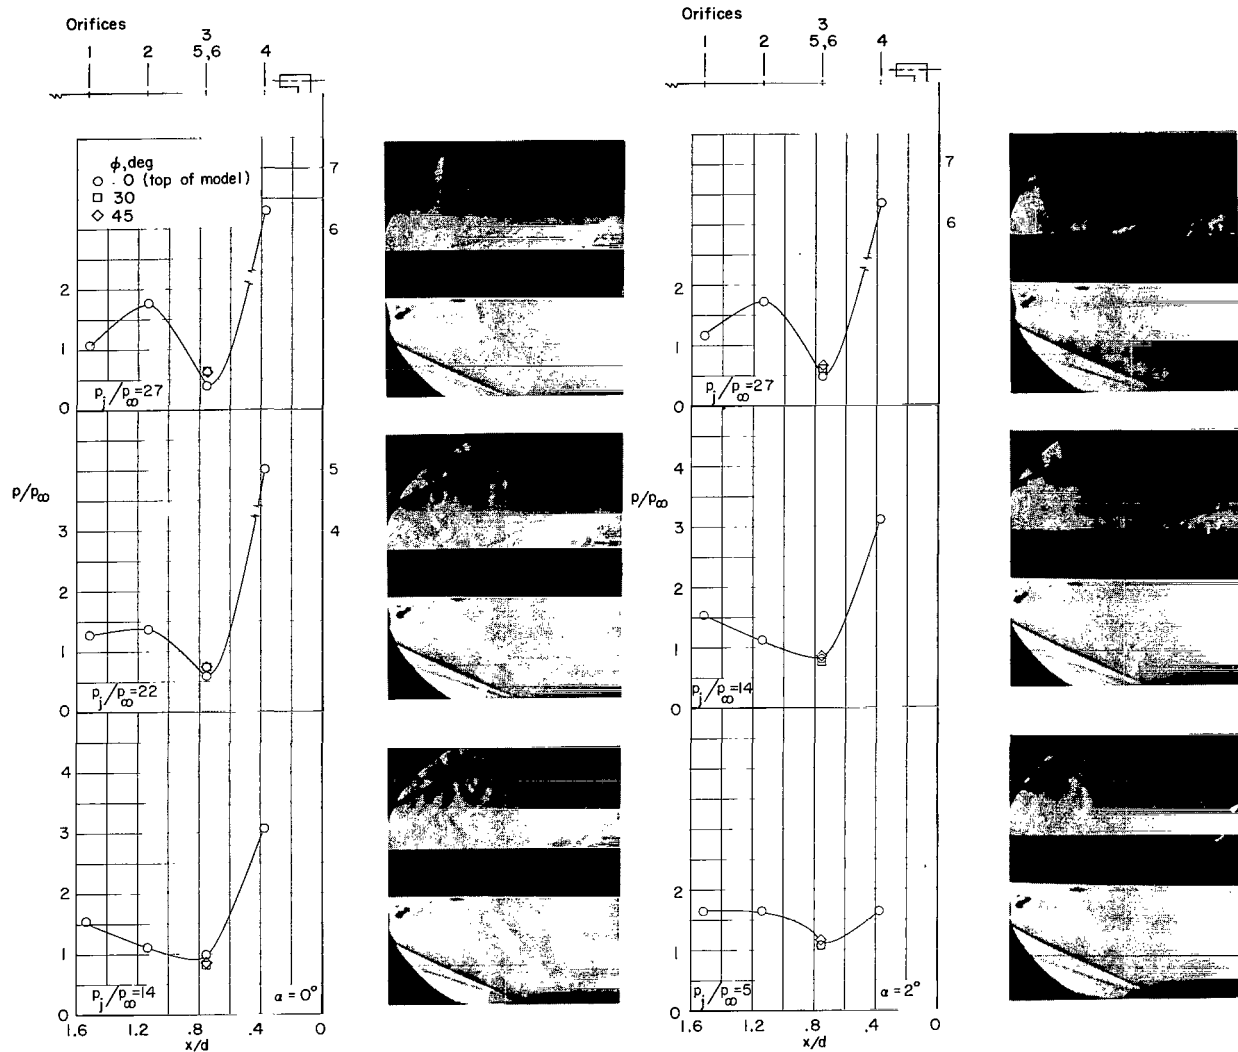 Orifices
3
1 2 5,6 4
φ, deg
0 (top of model)
30
45
7
6
2
1
0
p_j/p_∞=27
5
4
p/p_∞
3
2
1
0
p_j/p_∞=22
4
3
2
1
0
p_j/p_∞=14
α = 0°
1.6 1.2 .8 .4 0
x/d
Orifices
3
1 2 5,6 4
7
6
2
1
0
p_j/p_∞=27
4
p/p_∞
3
2
1
0
p_j/p_∞=14
2
1
0
p_j/p_∞=5
α=2°
1.6 1.2 .8 .4 0
x/d